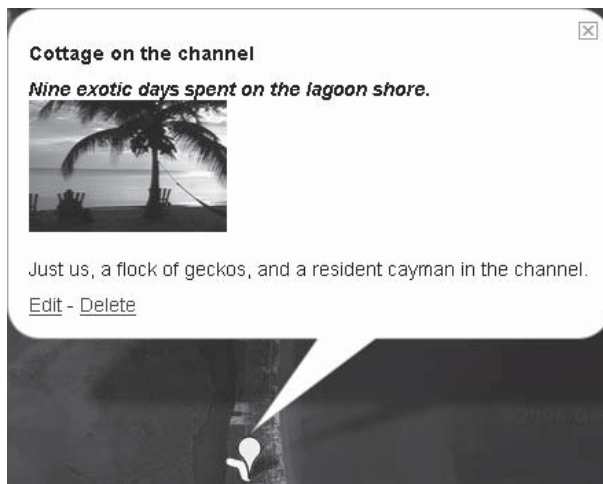 Cottage on the channel
Nine exotic days spent on the lagoon shore.
Just us, a flock of geckos, and a resident cayman in the channel.
Edit - Delete